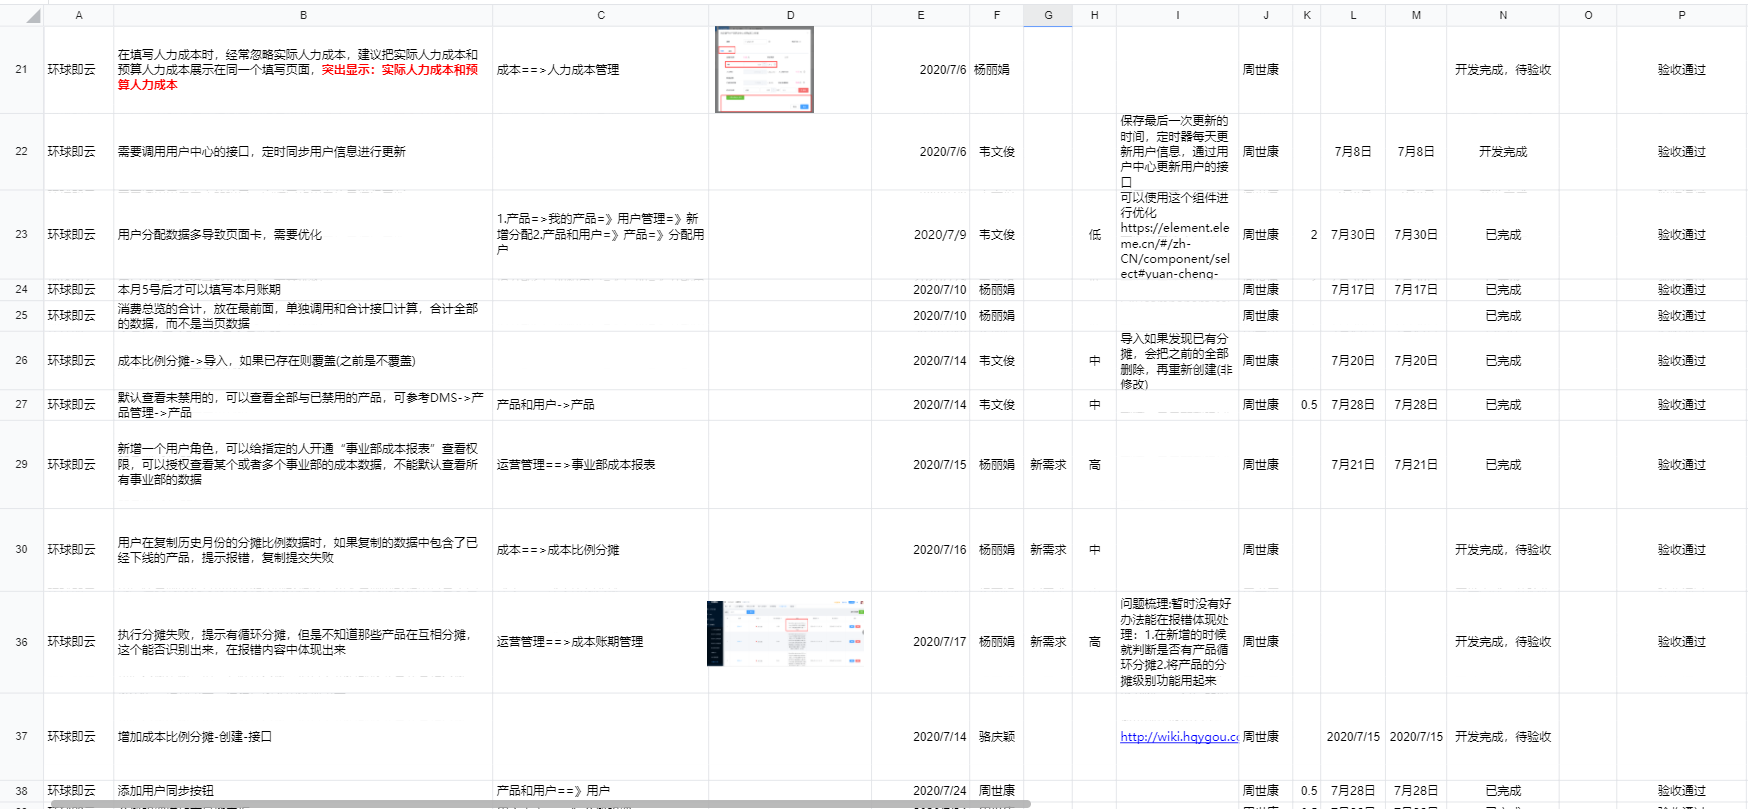 A B C D E F G H I J K L M N O P
21 环球即云 在填写人力成本时，经常忽略实际人力成本，建议把实际人力成本和
预算人力成本展示在同一个填写页面，突出显示：实际人力成本和预
算人力成本
成本==>人力成本管理
2020/7/6 杨丽娟 周世康 开发完成，待验收 验收通过
22 环球即云 需要调用用户中心的接口，定时同步用户信息进行更新
2020/7/6 韦文俊
保存最后一次更新的
时间，定时器每天更
新用户信息，通过用
户中心更新用户的接
口
周世康 7月8日 7月8日 开发完成 验收通过
23 环球即云 用户分配数据多导致页面卡，需要优化
1.产品=>我的产品=》用户管理=》新
增分配2.产品和用户=》产品=》分配用
户
2020/7/9 韦文俊 低
可以使用这个组件进
行优化
https://element.ele
me.cn/#/zh-
CN/component/sel
ect#yuan-cheng-
周世康 2 7月30日 7月30日 已完成 验收通过
24 环球即云 本月5号后才可以填写本月账期 2020/7/10 杨丽娟 周世康 7月17日 7月17日 已完成 验收通过
25 环球即云 消费总览的合计，放在最前面，单独调用和合计接口计算，合计全部
的数据，而不是当页数据
2020/7/10 杨丽娟 周世康 已完成 验收通过
26 环球即云 成本比例分摊->导入，如果已存在则覆盖(之前是不覆盖)
2020/7/14 韦文俊 中
导入如果发现已有分
摊，会把之前的全部
删除，再重新创建(非
修改)
周世康 7月20日 7月20日 已完成 验收通过
27 环球即云 默认查看未禁用的，可以查看全部与已禁用的产品，可参考DMS->产
品管理->产品
产品和用户->产品 2020/7/14 韦文俊 中 周世康 0.5 7月28日 7月28日 已完成 验收通过
29 环球即云 新增一个用户角色，可以给指定的人开通“事业部成本报表”查看权
限，可以授权查看某个或者多个事业部的成本数据，不能默认查看所
有事业部的数据
运营管理==>事业部成本报表 2020/7/15 杨丽娟 新需求 高 周世康 7月21日 7月21日 已完成 验收通过
30 环球即云 用户在复制历史月份的分摊比例数据时，如果复制的数据中包含了已
经下线的产品，提示报错，复制提交失败
成本==>成本比例分摊 2020/7/16 杨丽娟 新需求 中 周世康 开发完成，待验收 验收通过
36 环球即云 执行分摊失败，提示有循环分摊，但是不知道那些产品在互相分摊，
这个能否识别出来，在报错内容中体现出来
运营管理==>成本账期管理
2020/7/17 杨丽娟 新需求 高
问题梳理:暂时没有好
办法能在报错体现处
理：1.在新增的时候
就判断是否有产品循
环分摊2.将产品的分
摊级别功能用起来
周世康 开发完成，待验收 验收通过
37 环球即云 增加成本比例分摊-创建-接口 2020/7/14 骆庆颖 http://wiki.hqygou.c 周世康 2020/7/15 2020/7/15 开发完成，待验收
38 环球即云 添加用户同步按钮 产品和用户==》用户 2020/7/24 周世康 周世康 0.5 7月28日 7月28日 已完成 验收通过